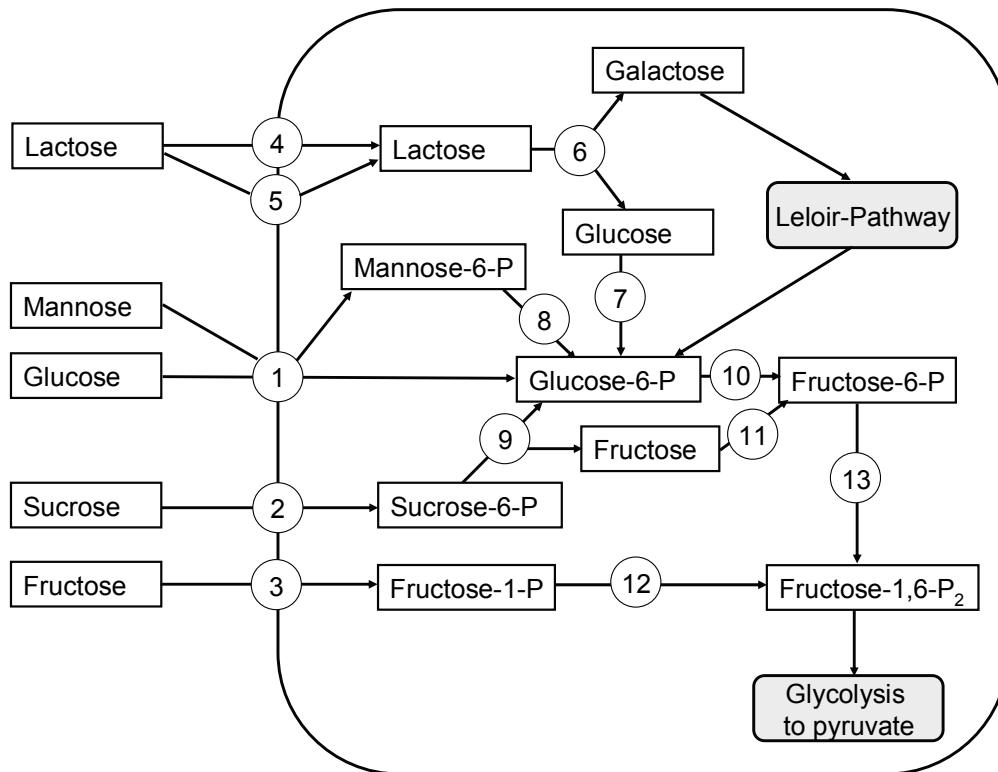 Galactose
4
Lactose
Lactose
6
5
Leloir-Pathway
Glucose
Mannose-6-P
Mannose
7
8
Glucose
1
Glucose-6-P
10
Fructose-6-P
9
Fructose
11
13
Sucrose
2
Sucrose-6-P
Fructose
3
Fructose-1-P
12
Fructose-1,6-P2
Glycolysis
to pyruvate